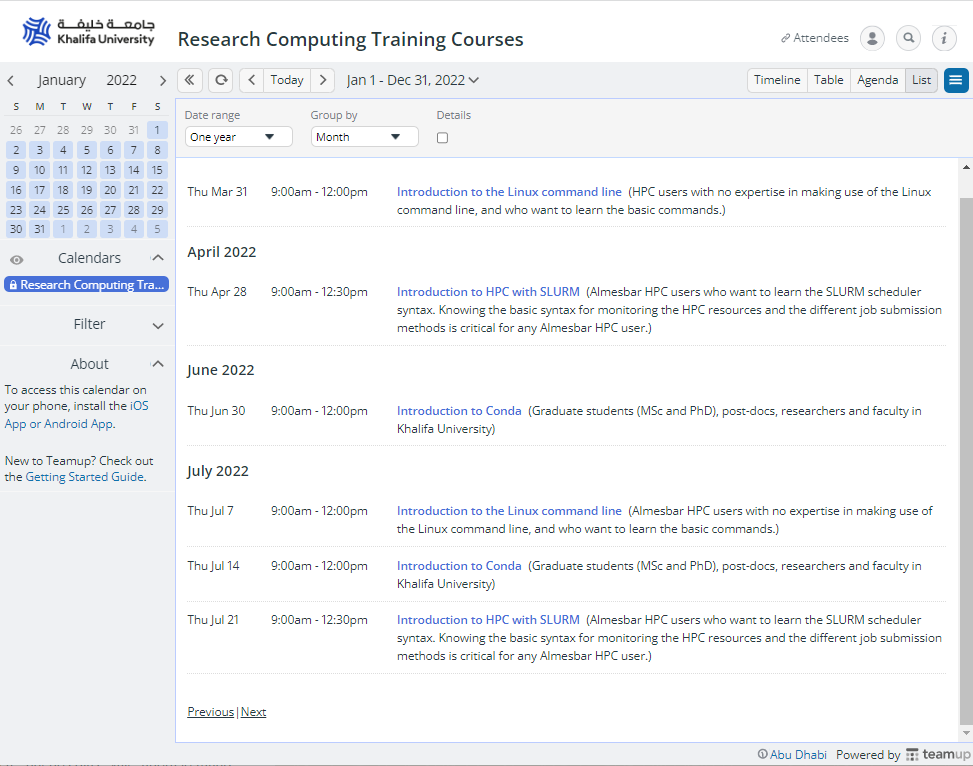 جامعة خليفة
Khalifa University
Research Computing Training Courses
Attendees
January 2022
Today
Jan 1 - Dec 31, 2022
Timeline Table Agenda List
S M T W T F S
26 27 28 29 30 31 1
2 3 4 5 6 7 8
9 10 11 12 13 14 15
16 17 18 19 20 21 22
23 24 25 26 27 28 29
30 31 1 2 3 4 5
Calendars
Research Computing Tra...
Filter
About
To access this calendar on
your phone, install the iOS
App or Android App.
New to Teamup? Check out
the Getting Started Guide.
Date range Group by Details
One year Month
Thu Mar 31 9:00am - 12:00pm Introduction to the Linux command line (HPC users with no expertise in making use of the Linux
command line, and who want to learn the basic commands.)
April 2022
Thu Apr 28 9:00am - 12:30pm Introduction to HPC with SLURM (Almesbar HPC users who want to learn the SLURM scheduler
syntax. Knowing the basic syntax for monitoring the HPC resources and the different job submission
methods is critical for any Almesbar HPC user.)
June 2022
Thu Jun 30 9:00am - 12:00pm Introduction to Conda (Graduate students (MSc and PhD), post-docs, researchers and faculty in
Khalifa University)
July 2022
Thu Jul 7 9:00am - 12:00pm Introduction to the Linux command line (Almesbar HPC users with no expertise in making use of
the Linux command line, and who want to learn the basic commands.)
Thu Jul 14 9:00am - 12:00pm Introduction to Conda (Graduate students (MSc and PhD), post-docs, researchers and faculty in
Khalifa University)
Thu Jul 21 9:00am - 12:30pm Introduction to HPC with SLURM (Almesbar HPC users who want to learn the SLURM scheduler
syntax. Knowing the basic syntax for monitoring the HPC resources and the different job submission
methods is critical for any Almesbar HPC user.)
Previous | Next
Abu Dhabi Powered by teamup